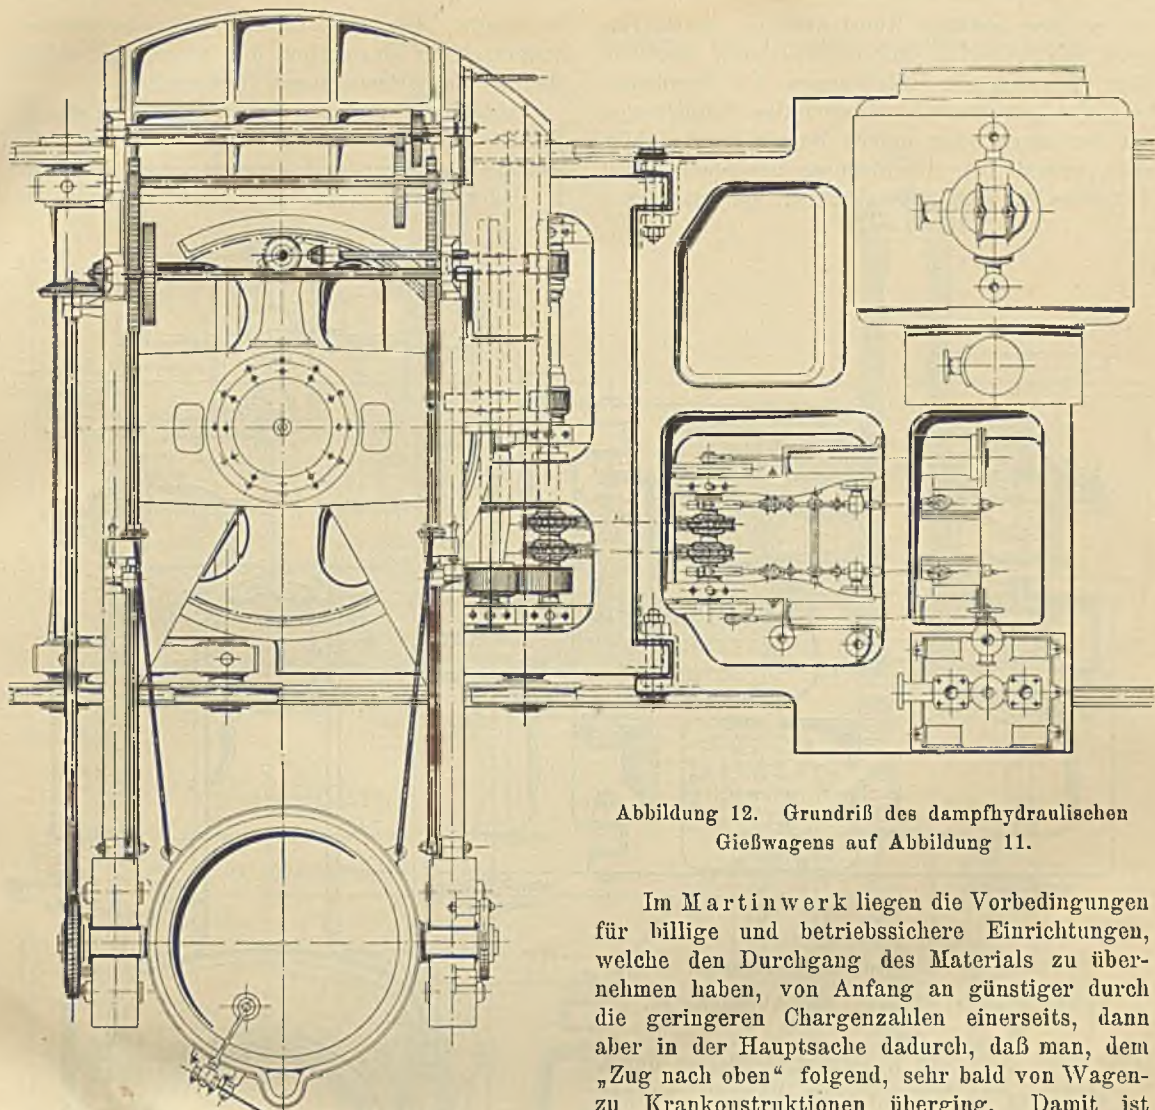 Abbildung 12. Grundriß des dampfhydraulischen
Gießwagens auf Abbildung 11.
Im Martinwerk liegen die Vorbedingungen
für billige und betriebssichere Einrichtungen,
welche den Durchgang des Materials zu über-
nehmen haben, von Anfang an günstiger durch
die geringeren Chargenzahlen einerseits, dann
aber in der Hauptsache dadurch, daß man, dem
„Zug nach oben“ folgend, sehr bald von Wagen-
zu Krankonstruktionen überging. Damit ist